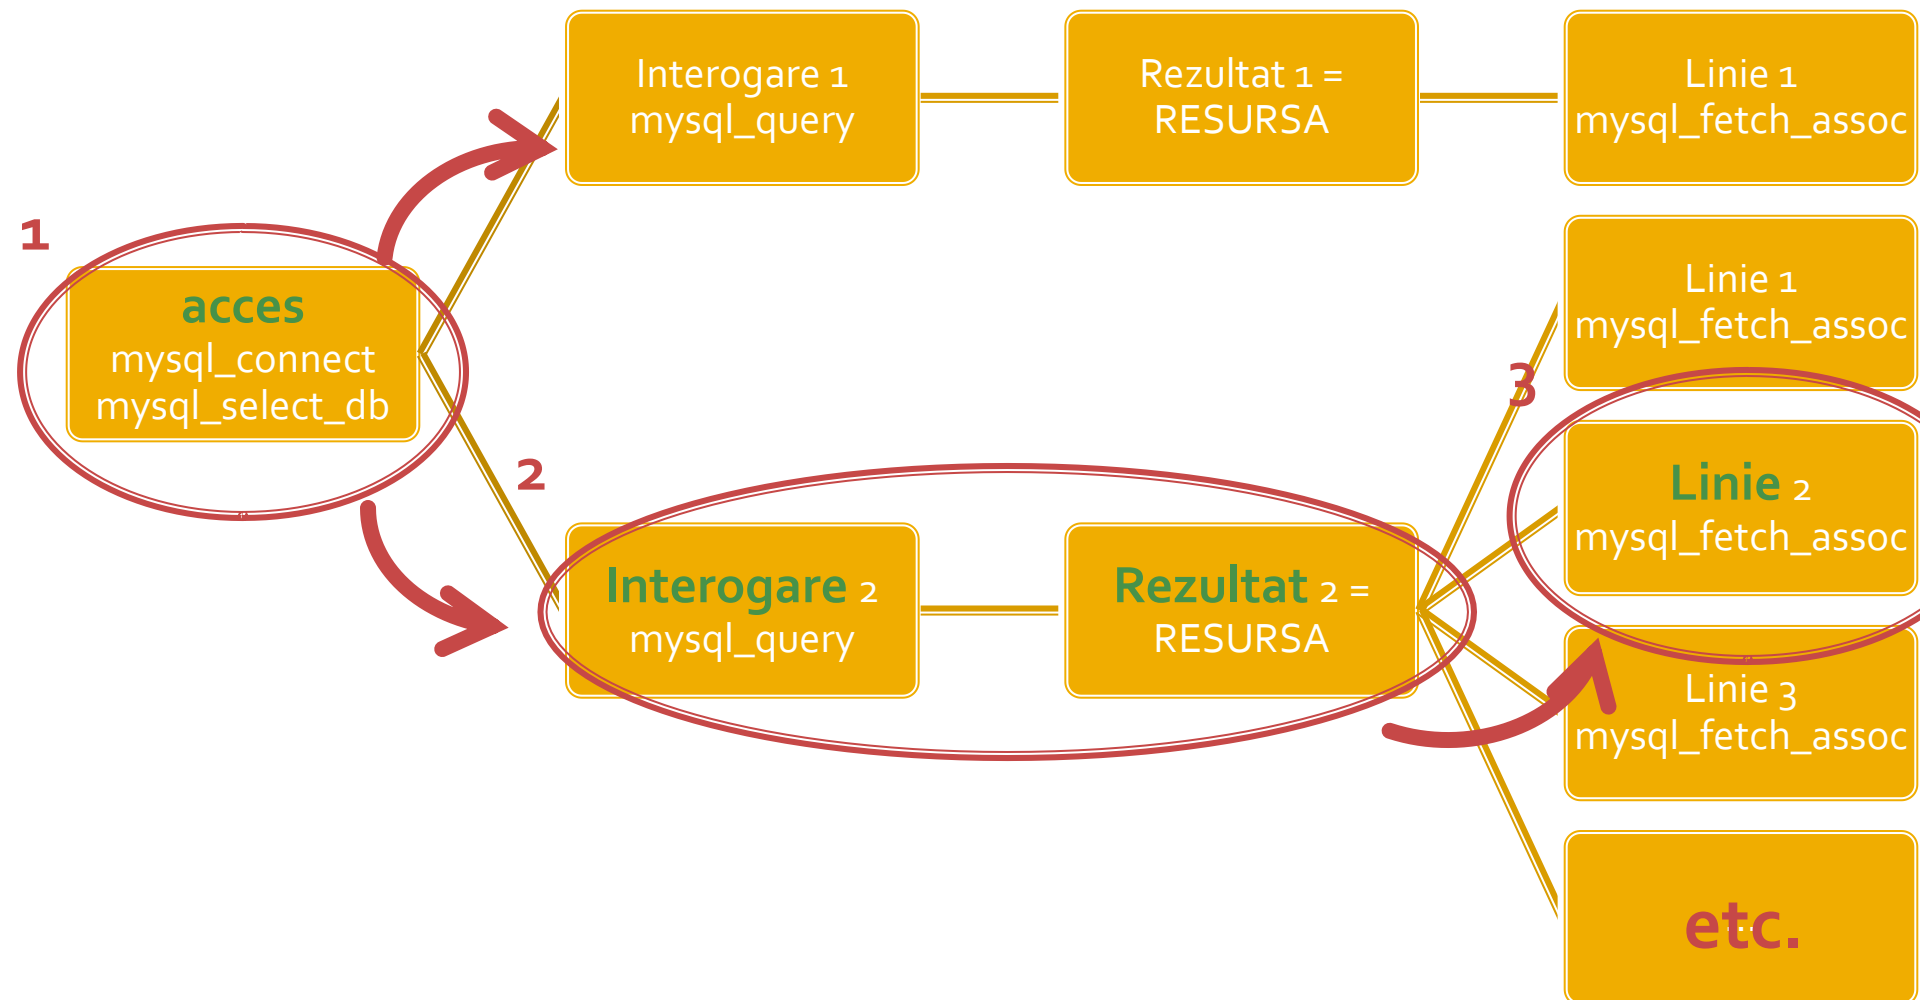 Interogare 1
mysql_query
Rezultat 1 =
RESURSA
Linie 1
mysql_fetch_assoc
1
acces
mysql_connect
mysql_select_db
Linie 1
mysql_fetch_assoc
3
2
Linie 2
mysql_fetch_assoc
Interogare 2
mysql_query
Rezultat 2 =
RESURSA
Linie 3
mysql_fetch_assoc
etc.